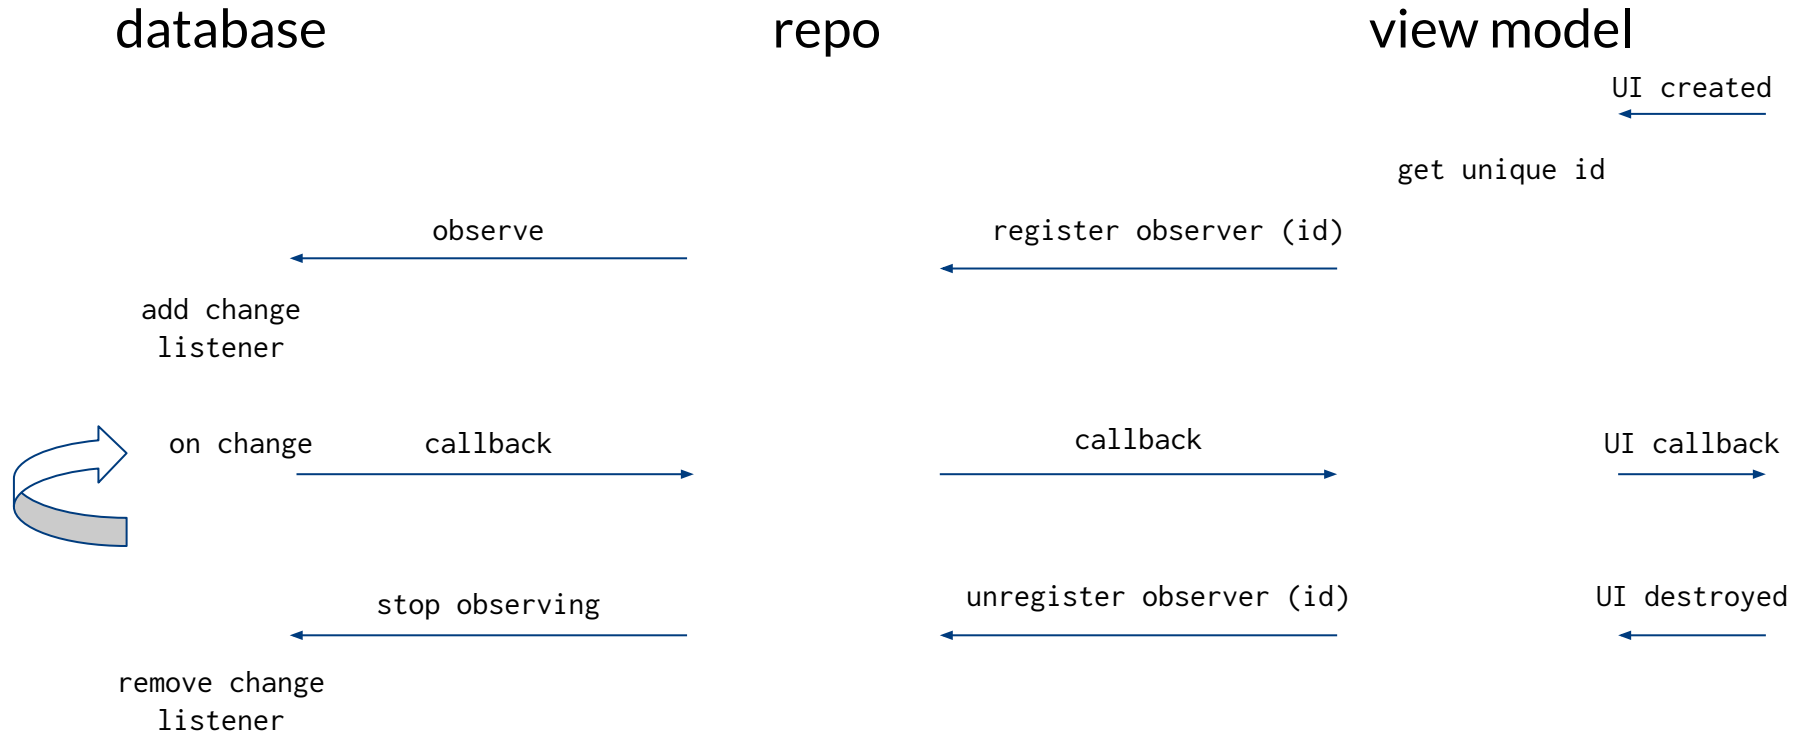 database
repo
view model
UI created
get unique id
observe
register observer (id)
add change
listener
on change
callback
callback
UI callback
stop observing
unregister observer (id)
UI destroyed
remove change
listener